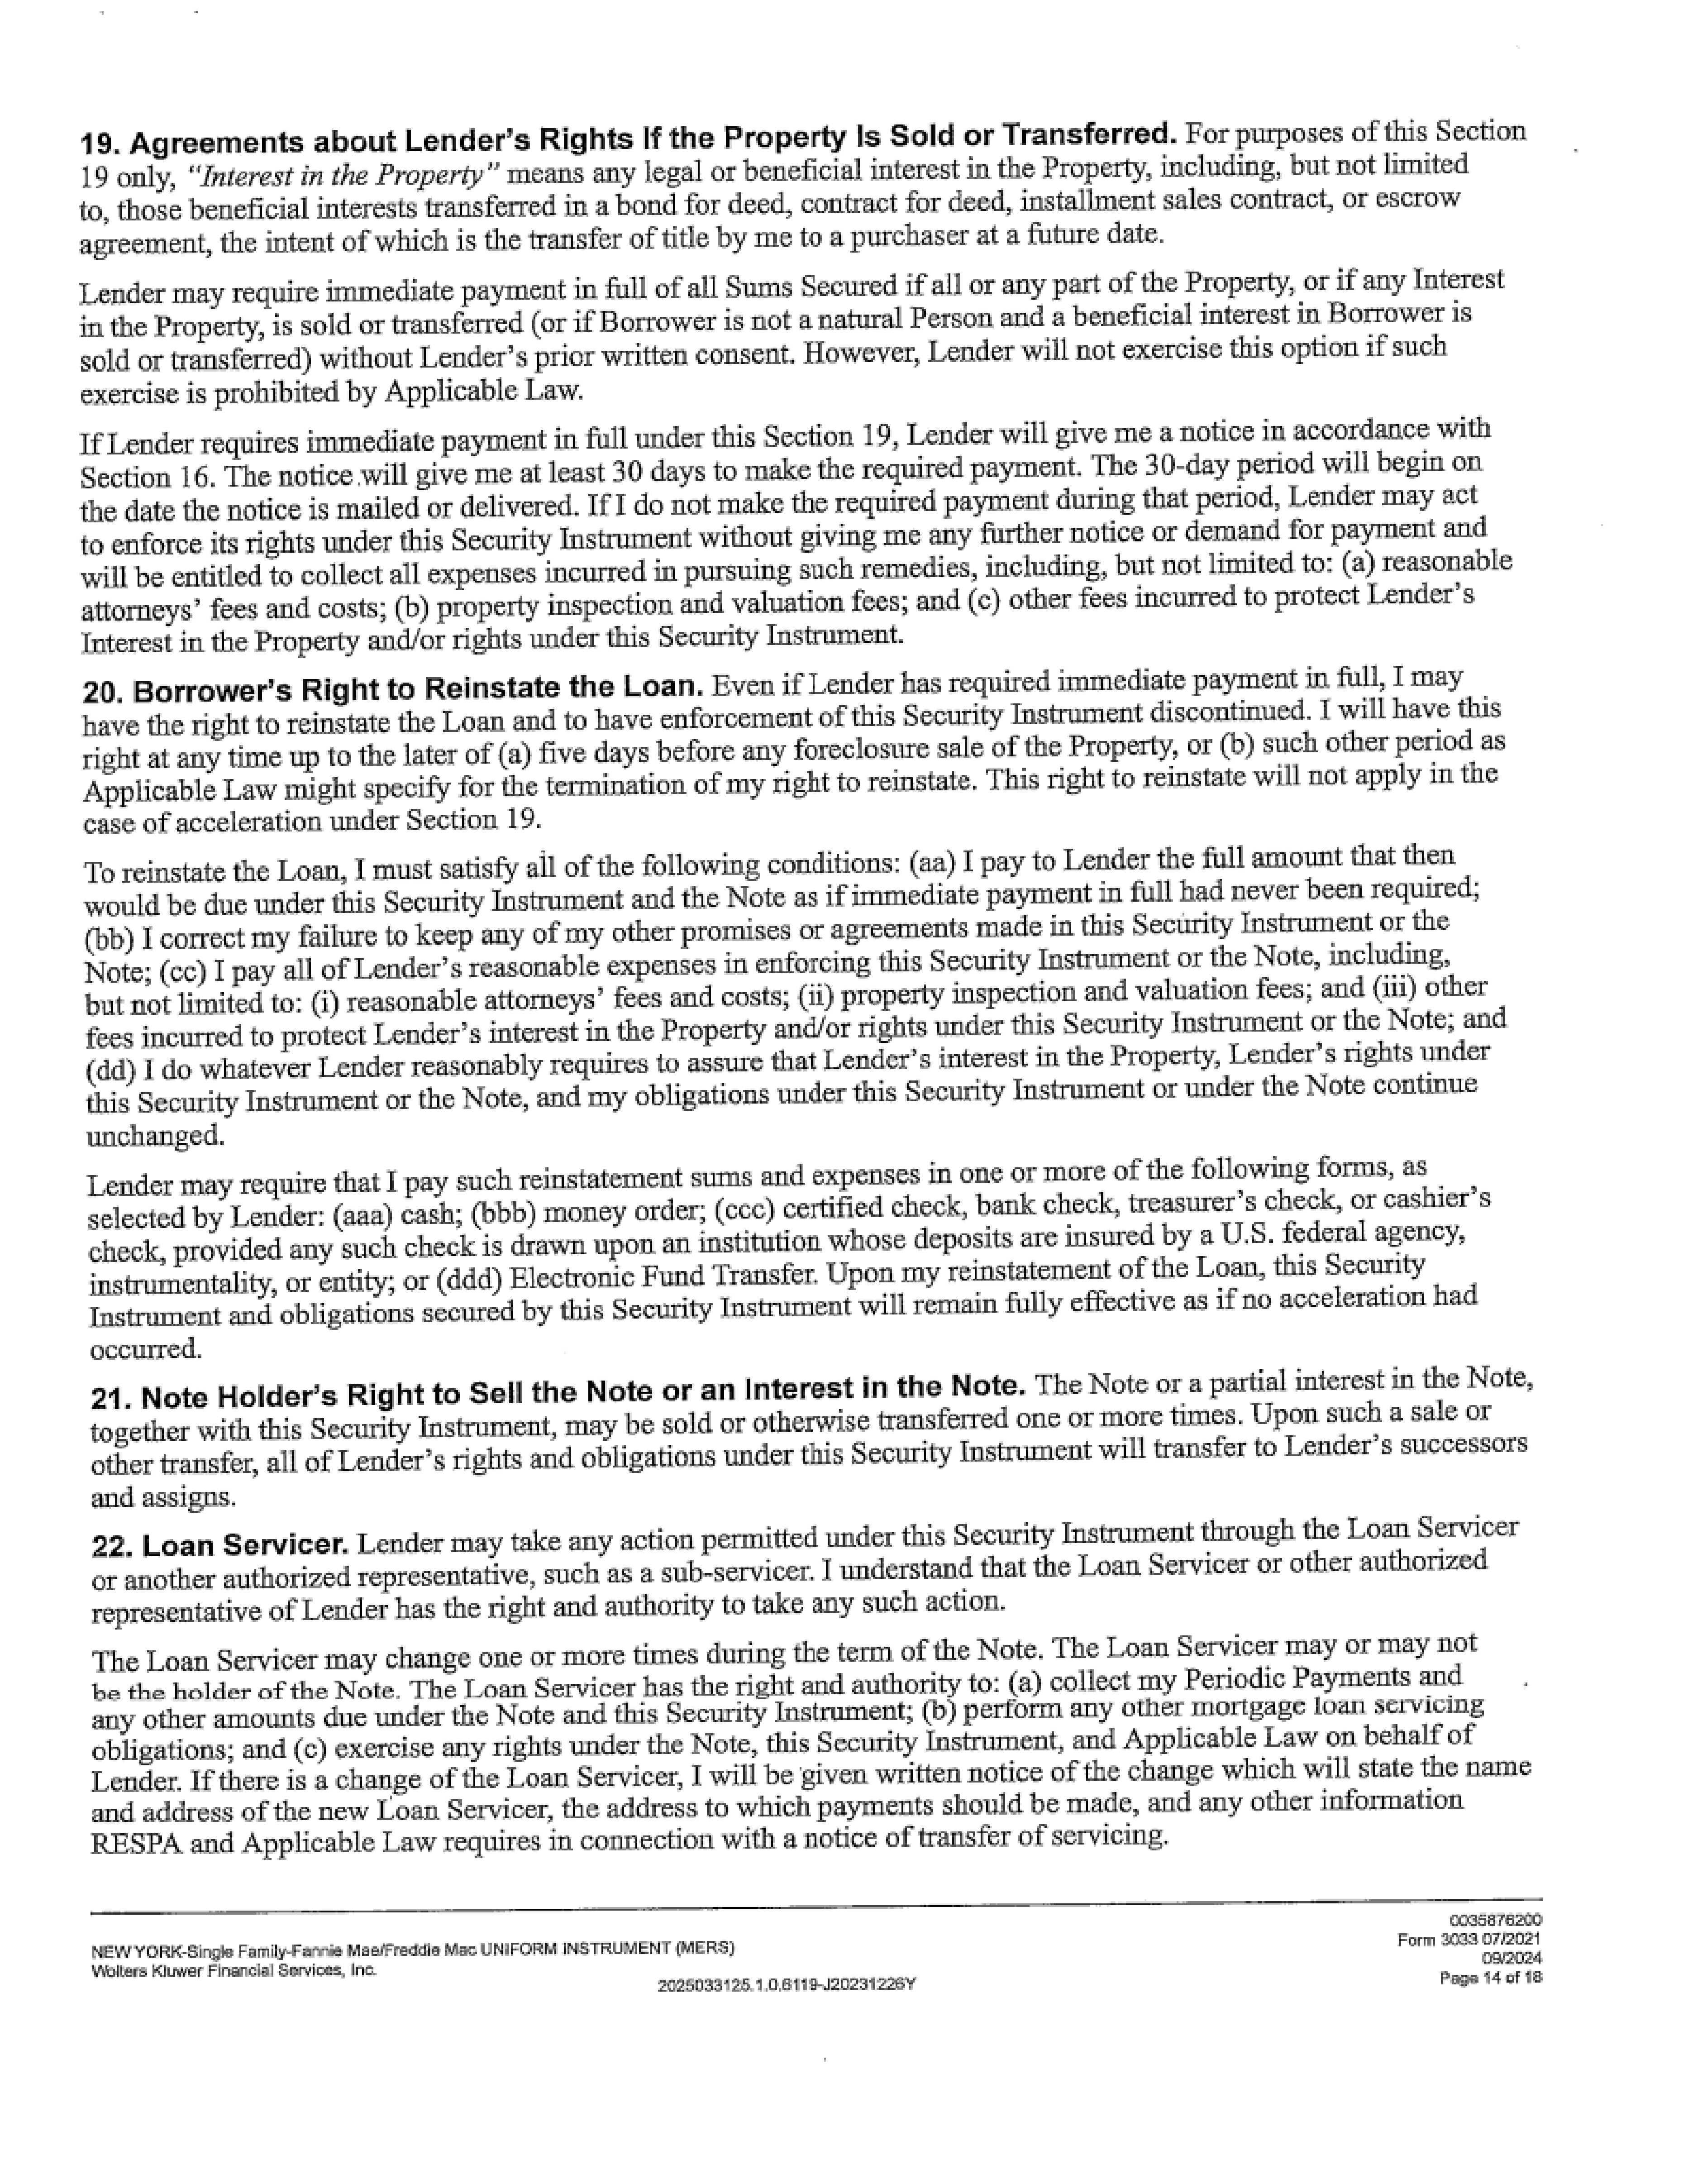 19. Agreements about Lender's Rights If the Property Is Sold or Transferred. For purposes of this Section
19 only, "Interest in the Property" means any legal or beneficial interest in the Property, including, but not limited
to, those beneficial interests transferred in a bond for deed, contract for deed, installment sales contract, or escrow
agreement, the intent of which is the transfer of title by me to a purchaser at a future date.
Lender may require immediate payment in full of all Sums Secured if all or any part of the Property, or if any Interest
in the Property, is sold or transferred (or if Borrower is not a natural Person and a beneficial interest in Borrower is
sold or transferred) without Lender's prior written consent. However, Lender will not exercise this option if such
exercise is prohibited by Applicable Law.
If Lender requires immediate payment in full under this Section 19, Lender will give me a notice in accordance with
Section 16. The notice will give me at least 30 days to make the required payment. The 30-day period will begin on
the date the notice is mailed or delivered. If I do not make the required payment during that period, Lender may act
to enforce its rights under this Security Instrument without giving me any further notice or demand for payment and
will be entitled to collect all expenses incurred in pursuing such remedies, including, but not limited to: (a) reasonable
attorneys' fees and costs; (b) property inspection and valuation fees; and (c) other fees incurred to protect Lender's
Interest in the Property and/or rights under this Security Instrument.
20. Borrower's Right to Reinstate the Loan. Even if Lender has required immediate payment in full, I may
have the right to reinstate the Loan and to have enforcement of this Security Instrument discontinued. I will have this
right at any time up to the later of (a) five days before any foreclosure sale of the Property, or (b) such other period as
Applicable Law might specify for the termination of my right to reinstate. This right to reinstate will not apply in the
case of acceleration under Section 19.
To reinstate the Loan, I must satisfy all of the following conditions: (aa) I pay to Lender the full amount that then
would be due under this Security Instrument and the Note as if immediate payment in full had never been required;
(bb) I correct my failure to keep any of my other promises or agreements made in this Security Instrument or the
Note; (cc) I pay all of Lender's reasonable expenses in enforcing this Security Instrument or the Note, including,
but not limited to: (i) reasonable attorneys' fees and costs; (ii) property inspection and valuation fees; and (iii) other
fees incurred to protect Lender's interest in the Property and/or rights under this Security Instrument or the Note; and
(dd) I do whatever Lender reasonably requires to assure that Lender's interest in the Property, Lender's rights under
this Security Instrument or the Note, and my obligations under this Security Instrument or under the Note continue
unchanged.
Lender may require that I pay such reinstatement sums and expenses in one or more of the following forms, as
selected by Lender: (aaa) cash; (bbb) money order; (ccc) certified check, bank check, treasurer's check, or cashier's
check, provided any such check is drawn upon an institution whose deposits are insured by a U.S. federal agency,
instrumentality, or entity; or (ddd) Electronic Fund Transfer. Upon my reinstatement of the Loan, this Security
Instrument and obligations secured by this Security Instrument will remain fully effective as if no acceleration had
occurred.
21. Note Holder's Right to Sell the Note or an Interest in the Note. The Note or a partial interest in the Note,
together with this Security Instrument, may be sold or otherwise transferred one or more times. Upon such a sale or
other transfer, all of Lender's rights and obligations under this Security Instrument will transfer to Lender's successors
and assigns.
22. Loan Servicer. Lender may take any action permitted under this Security Instrument through the Loan Servicer
or another authorized representative, such as a sub-servicer. I understand that the Loan Servicer or other authorized
representative of Lender has the right and authority to take any such action.
The Loan Servicer may change one or more times during the term of the Note. The Loan Servicer may or may not
be the holder of the Note. The Loan Servicer has the right and authority to: (a) collect my Periodic Payments and
any other amounts due under the Note and this Security Instrument; (b) perform any other mortgage loan servicing
obligations; and (c) exercise any rights under the Note, this Security Instrument, and Applicable Law on behalf of
Lender. If there is a change of the Loan Servicer, I will be given written notice of the change which will state the name
and address of the new Loan Servicer, the address to which payments should be made, and any other information
RESPA and Applicable Law requires in connection with a notice of transfer of servicing.
0035876200
NEW YORK-Single Family-Fannie Mae/Freddie Mac UNIFORM INSTRUMENT (MERS)
Form 3033 07/2021
Wolters Kluwer Financial Services, Inc.
09/2024
2025033125.1.0.6119-J20231226Y
Page 14 of 18